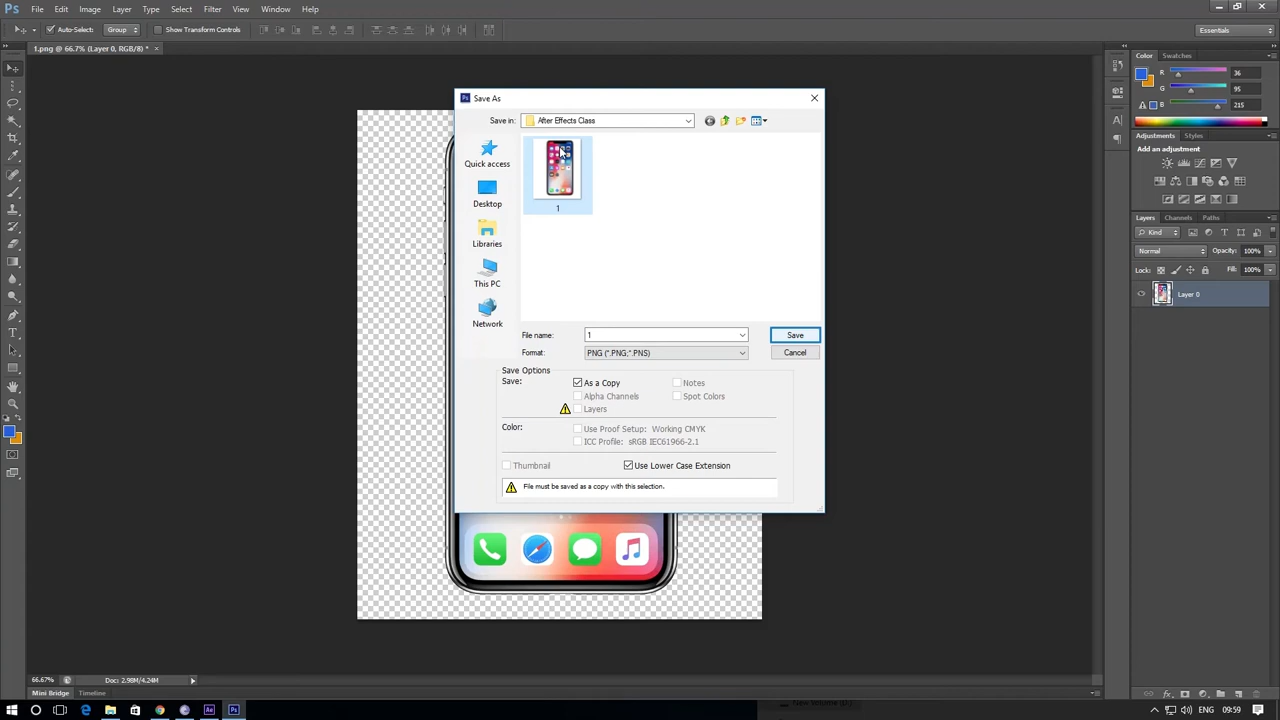 Ps File Edit Image Layer Type Select Filter View Window Help
Auto-Select: Group Show Transform Controls Essentials
1.png @ 66.7% (Layer 0, RGB/8) * ×
Save As
Save in: After Effects Class
Quick access
Desktop
Libraries
This PC
Network
1
File name: 1 Save
Format: PNG (*.PNG;*.PNS) Cancel
Save Options
Save: As a Copy Notes
Alpha Channels Spot Colors
Layers
Color: Use Proof Setup: Working CMYK
ICC Profile: sRGB IEC61966-2.1
Thumbnail Use Lower Case Extension
File must be saved as a copy with this selection.
Color Swatches
R 36
G 95
B 215
Adjustments Styles
Add an adjustment
Layers Channels Paths
Kind
Normal Opacity: 100%
Lock: Fill: 100%
Layer 0
66.67% Doc: 2.98M/4.24M
Mini Bridge Timeline
Ae Ps ENG 09:59